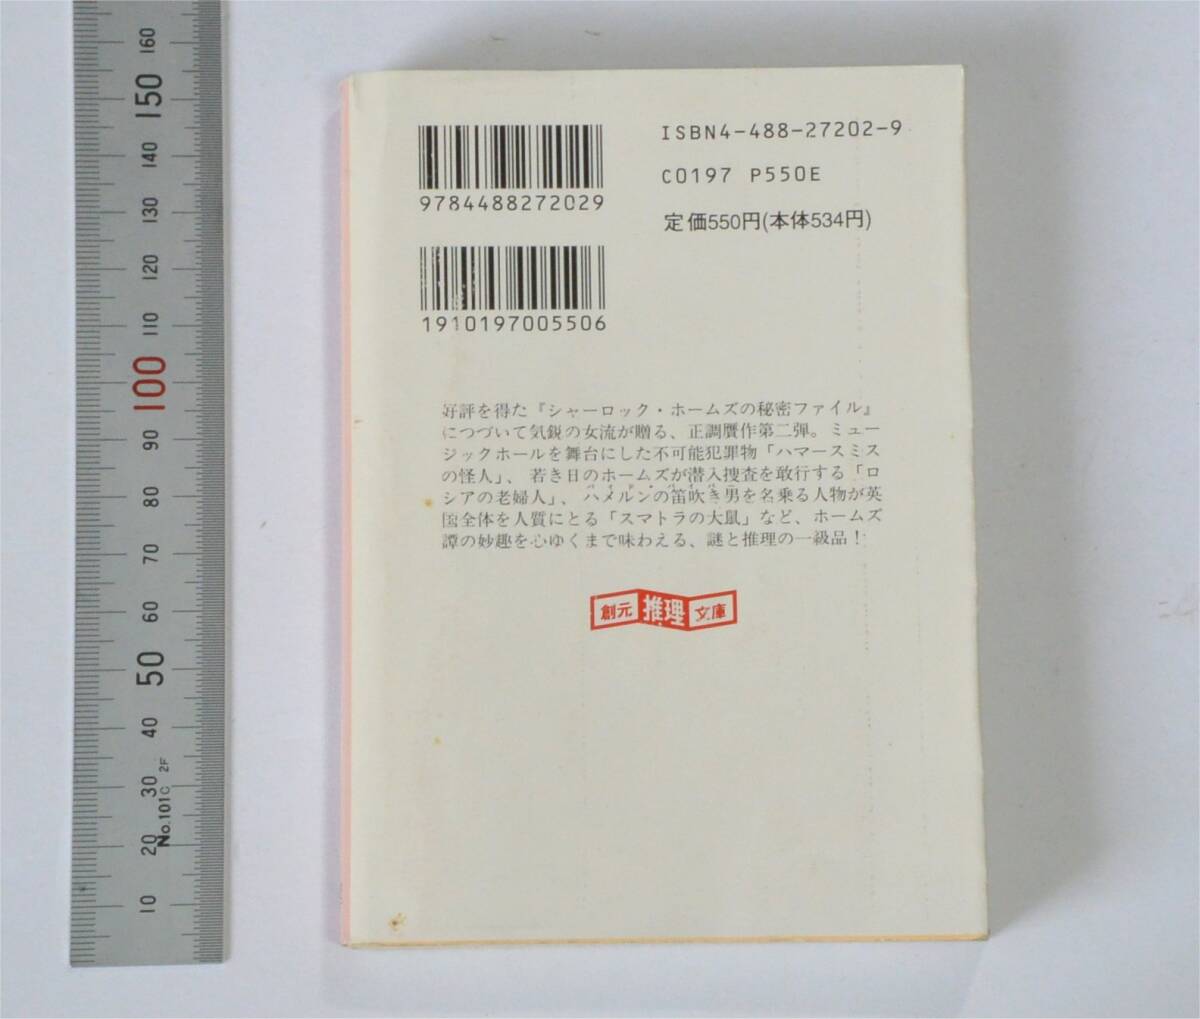 160
150
140
130
120
110
100
90
80
70
60
50
40
30
20
10
No.101C 2F
ISBN4-488-27202-9
C0197 P550E
定価550円(本体534円)
9784488272029
1910197005506
好評を得た『シャーロック・ホームズの秘密ファイル』
につづいて気鋭の女流が贈る、正調贋作第二弾。ミュー
ジックホールを舞台にした不可能犯罪物「ハマースミス
の怪人」、若き日のホームズが潜入捜査を敢行する「ロ
シアの老婦人」、ハメルンの笛吹き男を名乗る人物が英
国全体を人質にとる「スマトラの大鼠」など、ホームズ
譚の妙趣を心ゆくまで味わえる、謎と推理の一級品！
創元 推理 文庫